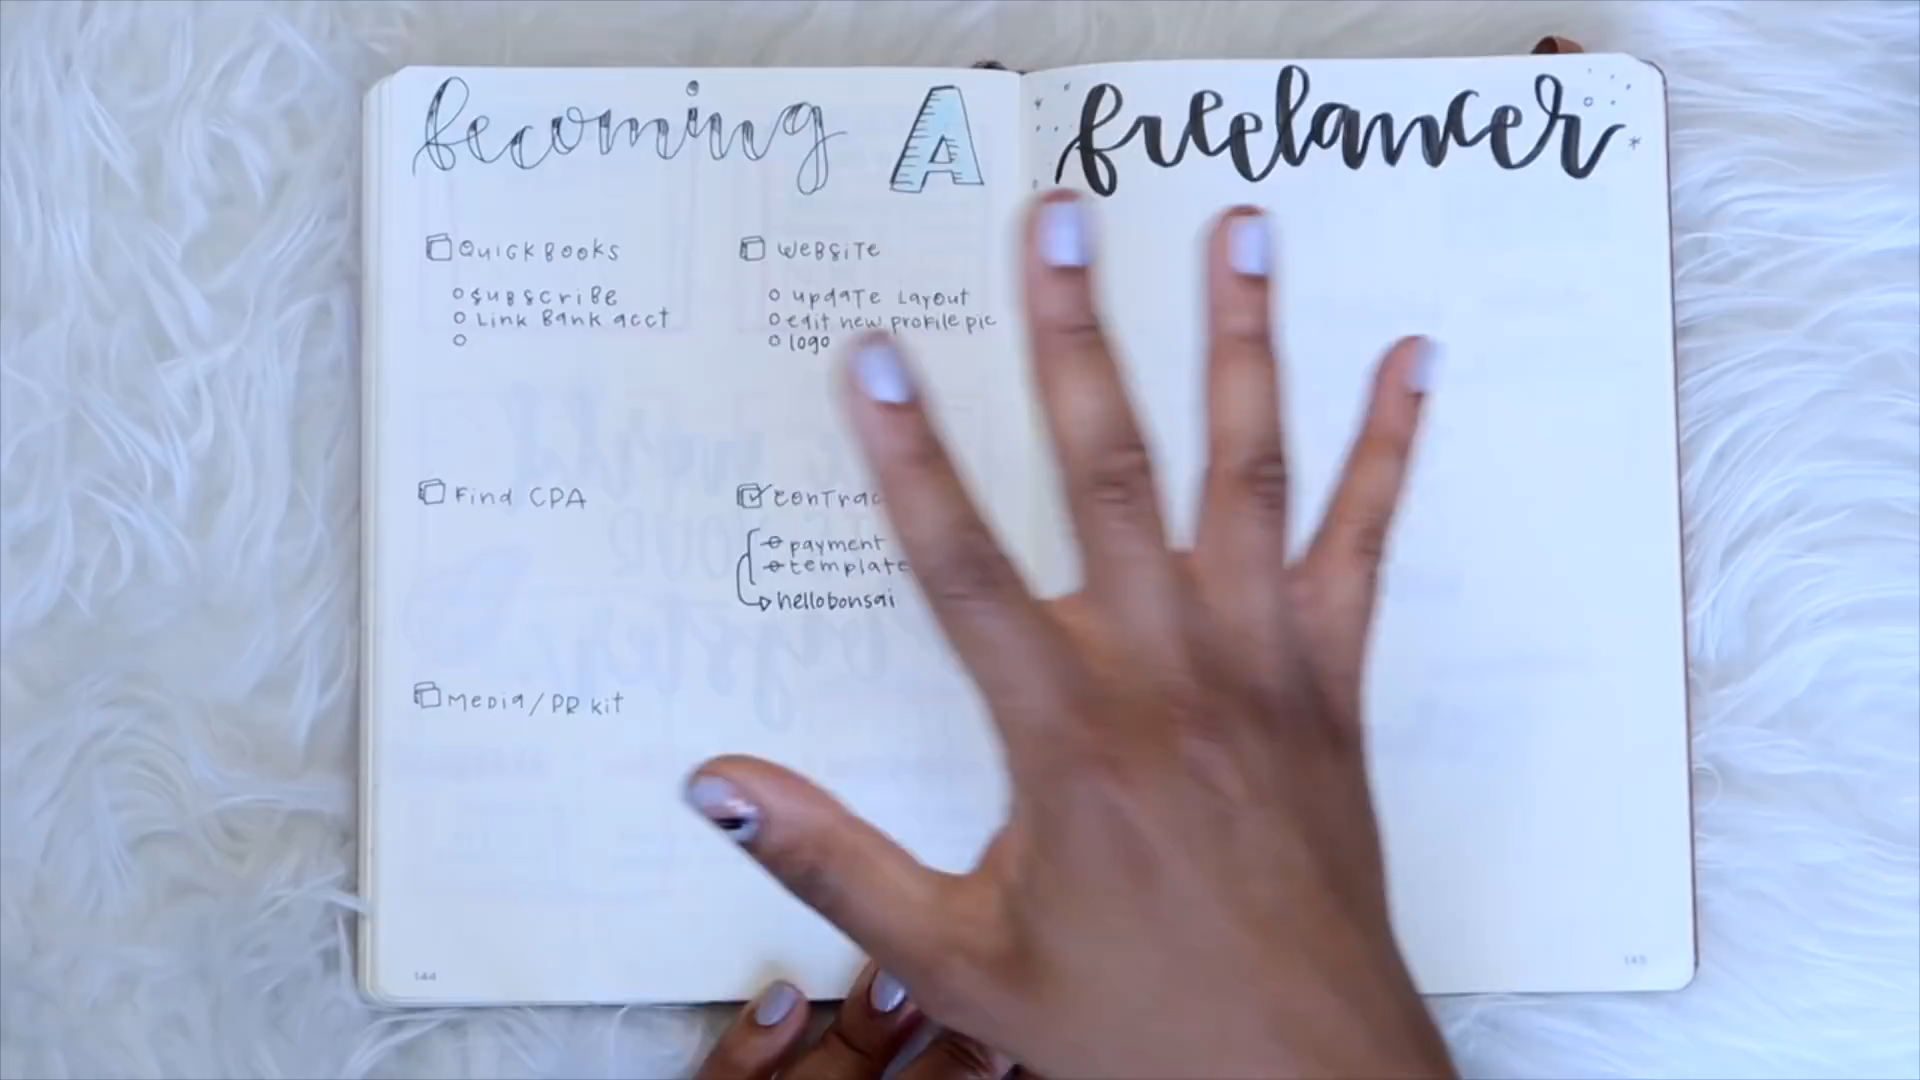 becoming A freelancer
QuickBooks
subscribe
Link Bank acct
Website
update Layout
edit new profile pic
logo
Find CPA
payment
hellobonsai
Media/PR kit
144
145